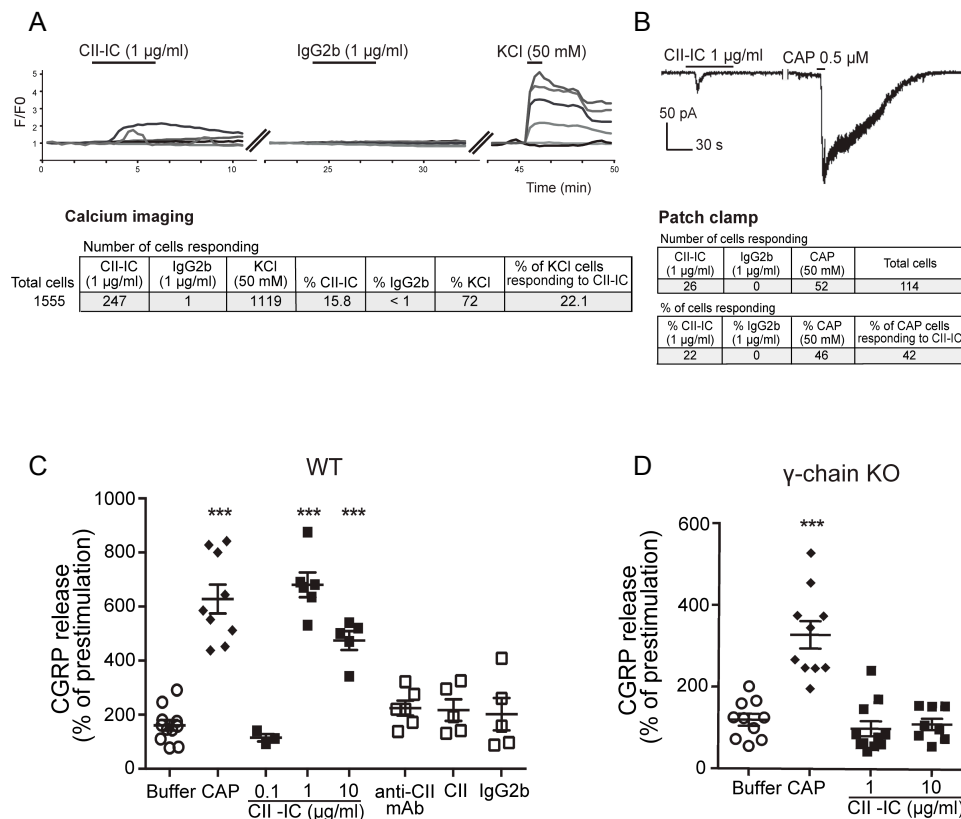 A
CII-IC (1 µg/ml)
IgG2b (1 µg/ml)
KCl (50 mM)
F/F0
5
4
3
2
1
0 5 10 25 30 45 50
Time (min)
Calcium imaging
Number of cells responding
CII-IC (1 µg/ml) IgG2b (1 µg/ml) KCl (50 mM) % CII-IC % IgG2b % KCl % of KCl cells responding to CII-IC
Total cells
1555 247 1 1119 15.8 < 1 72 22.1
B
CII-IC 1 µg/ml CAP 0.5 µM
50 pA
30 s
Patch clamp
Number of cells responding
CII-IC (1 µg/ml) IgG2b (1 µg/ml) CAP (50 mM) Total cells
26 0 52 114
% of cells responding
% CII-IC (1 µg/ml) % IgG2b (1 µg/ml) % CAP (50 mM) % of CAP cells responding to CII-IC
22 0 46 42
C
WT
CGRP release
(% of prestimulation)
1000
800
600
400
200
0
*** *** ***
Buffer CAP 0.1 1 10 anti-CII mAb CII IgG2b
CII -IC (µg/ml)
D
γ-chain KO
CGRP release
(% of prestimulation)
600
400
200
0
***
Buffer CAP 1 10
CII -IC (µg/ml)